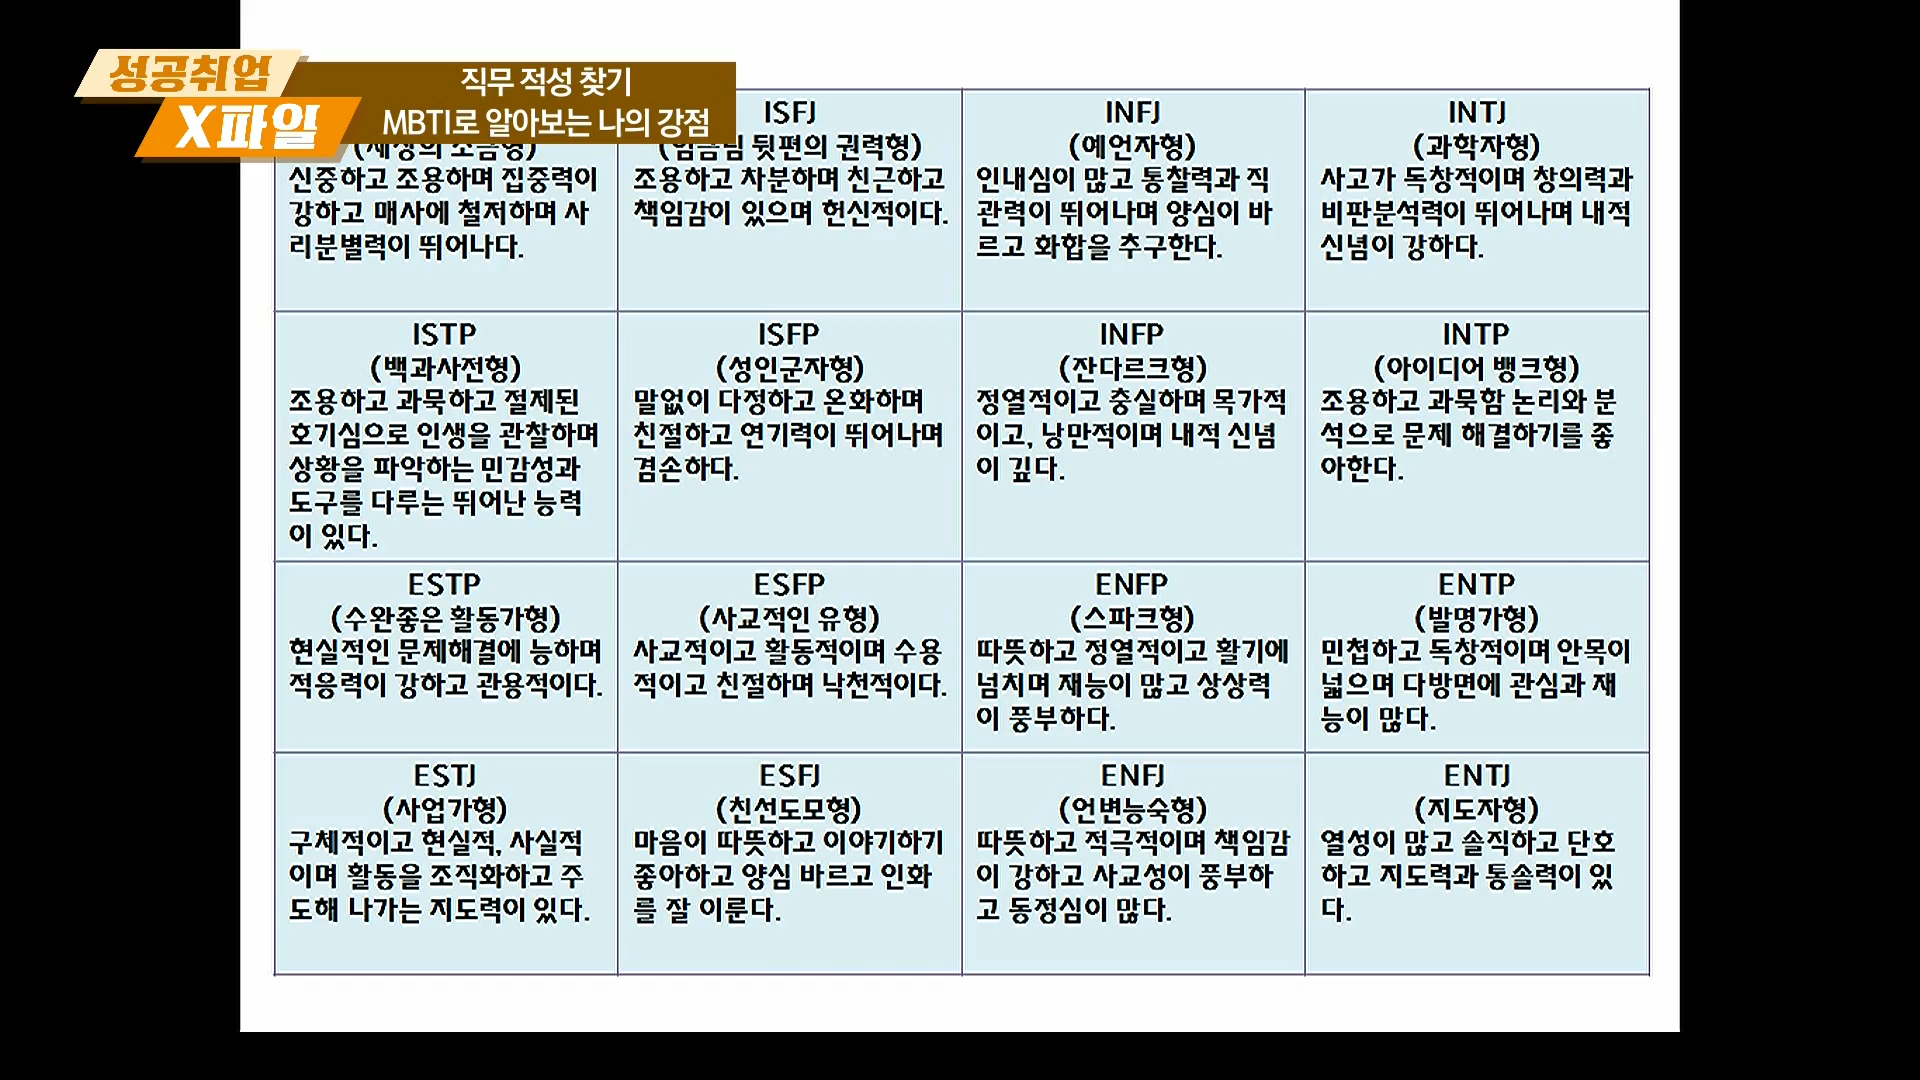 성공취업
X파일
직무 적성 찾기
MBTI로 알아보는 나의 강점
신중하고 조용하며 집중력이
강하고 매사에 철저하며 사
리분별력이 뛰어나다.
ISFJ
(임금님 뒷편의 권력형)
조용하고 차분하며 친근하고
책임감이 있으며 헌신적이다.
INFJ
(예언자형)
인내심이 많고 통찰력과 직
관력이 뛰어나며 양심이 바
르고 화합을 추구한다.
INTJ
(과학자형)
사고가 독창적이며 창의력과
비판분석력이 뛰어나며 내적
신념이 강하다.
ISTP
(백과사전형)
조용하고 과묵하고 절제된
호기심으로 인생을 관찰하며
상황을 파악하는 민감성과
도구를 다루는 뛰어난 능력
이 있다.
ISFP
(성인군자형)
말없이 다정하고 온화하며
친절하고 연기력이 뛰어나며
겸손하다.
INFP
(잔다르크형)
정열적이고 충실하며 목가적
이고, 낭만적이며 내적 신념
이 깊다.
INTP
(아이디어 뱅크형)
조용하고 과묵함 논리와 분
석으로 문제 해결하기를 좋
아한다.
ESTP
(수완좋은 활동가형)
현실적인 문제해결에 능하며
적응력이 강하고 관용적이다.
ESFP
(사교적인 유형)
사교적이고 활동적이며 수용
적이고 친절하며 낙천적이다.
ENFP
(스파크형)
따뜻하고 정열적이고 활기에
넘치며 재능이 많고 상상력
이 풍부하다.
ENTP
(발명가형)
민첩하고 독창적이며 안목이
넓으며 다방면에 관심과 재
능이 많다.
ESTJ
(사업가형)
구체적이고 현실적, 사실적
이며 활동을 조직화하고 주
도해 나가는 지도력이 있다.
ESFJ
(친선도모형)
마음이 따뜻하고 이야기하기
좋아하고 양심 바르고 인화
를 잘 이룬다.
ENFJ
(언변능숙형)
따뜻하고 적극적이며 책임감
이 강하고 사교성이 풍부하
고 동정심이 많다.
ENTJ
(지도자형)
열성이 많고 솔직하고 단호
하고 지도력과 통솔력이 있
다.